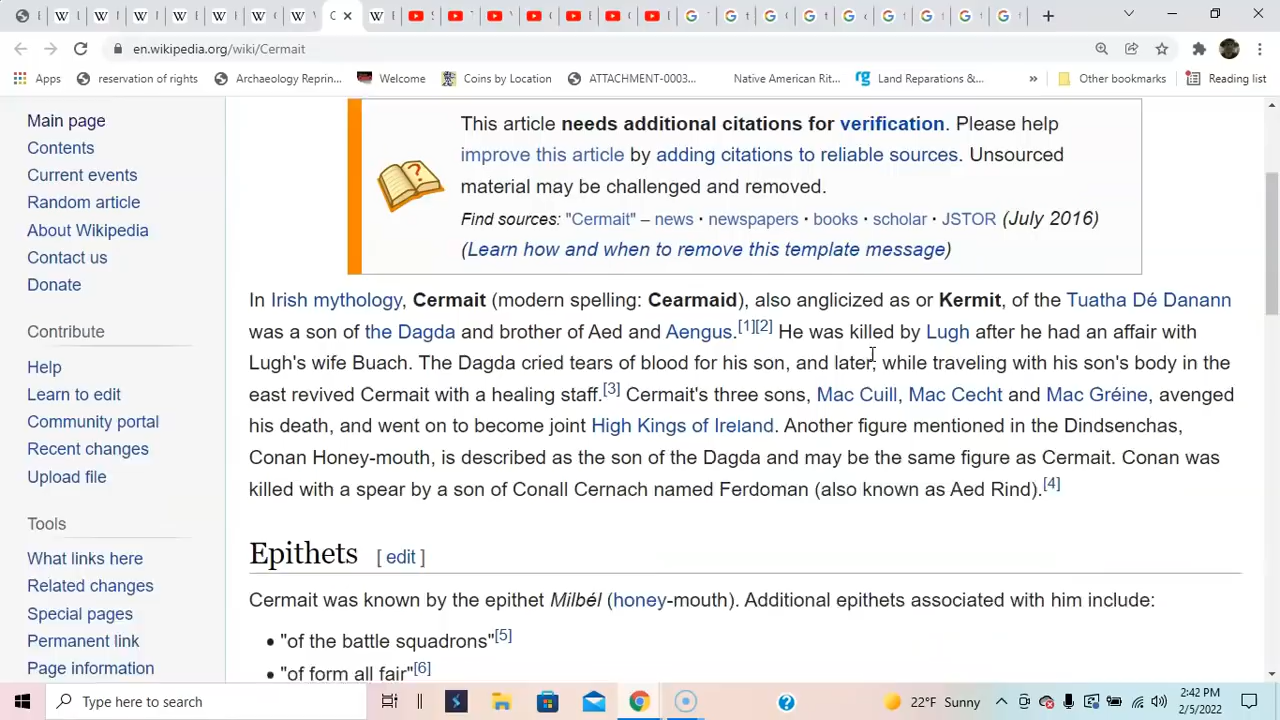 en.wikipedia.org/wiki/Cermait
Apps reservation of rights Archaeology Reprin... Welcome Coins by Location ATTACHMENT-0003... Native American Rit... Land Reparations &... » Other bookmarks Reading list
Main page
Contents
Current events
Random article
About Wikipedia
Contact us
Donate
Contribute
Help
Learn to edit
Community portal
Recent changes
Upload file
Tools
What links here
Related changes
Special pages
Permanent link
Page information
This article needs additional citations for verification. Please help
improve this article by adding citations to reliable sources. Unsourced
material may be challenged and removed.
Find sources: "Cermait" – news · newspapers · books · scholar · JSTOR (July 2016)
(Learn how and when to remove this template message)
In Irish mythology, Cermait (modern spelling: Cearmaid), also anglicized as or Kermit, of the Tuatha Dé Danann
was a son of the Dagda and brother of Aed and Aengus.[1][2] He was killed by Lugh after he had an affair with
Lugh's wife Buach. The Dagda cried tears of blood for his son, and later, while traveling with his son's body in the
east revived Cermait with a healing staff.[3] Cermait's three sons, Mac Cuill, Mac Cecht and Mac Gréine, avenged
his death, and went on to become joint High Kings of Ireland. Another figure mentioned in the Dindsenchas,
Conan Honey-mouth, is described as the son of the Dagda and may be the same figure as Cermait. Conan was
killed with a spear by a son of Conall Cernach named Ferdoman (also known as Aed Rind).[4]
Epithets [ edit ]
Cermait was known by the epithet Milbél (honey-mouth). Additional epithets associated with him include:
"of the battle squadrons"[5]
"of form all fair"[6]
Type here to search
22°F Sunny
2:42 PM
2/5/2022